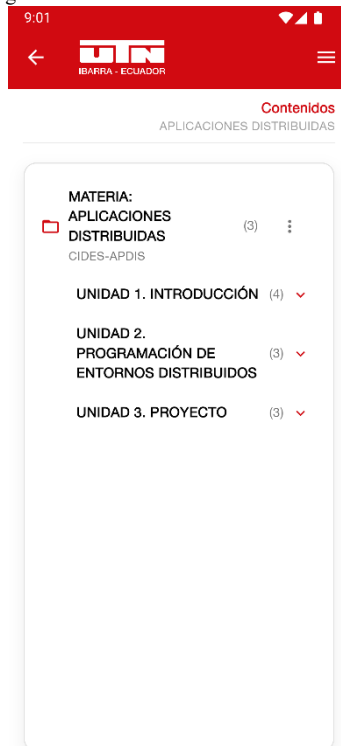 9:01
UTN
IBARRA - ECUADOR
Contenidos
APLICACIONES DISTRIBUIDAS
MATERIA:
APLICACIONES
DISTRIBUIDAS
(3)
CIDES-APDIS
UNIDAD 1. INTRODUCCIÓN (4)
UNIDAD 2.
PROGRAMACIÓN DE
ENTORNOS DISTRIBUIDOS
(3)
UNIDAD 3. PROYECTO (3)